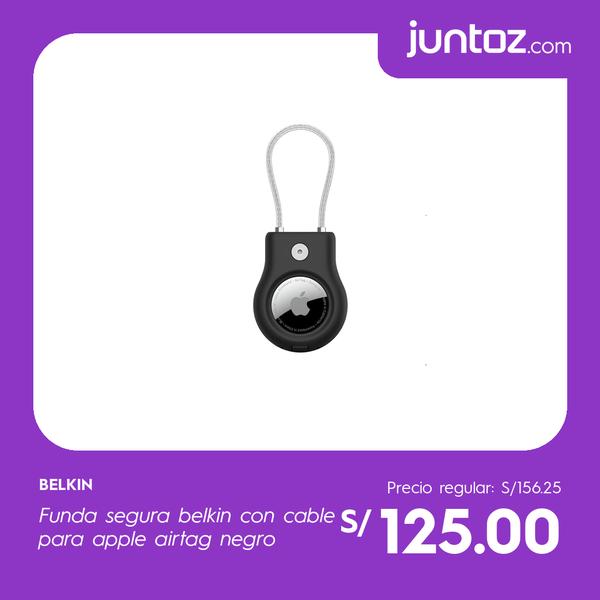 juntoz.com
BELKIN
Precio regular: S/156.25
Funda segura belkin con cable
para apple airtag negro
S/125.00